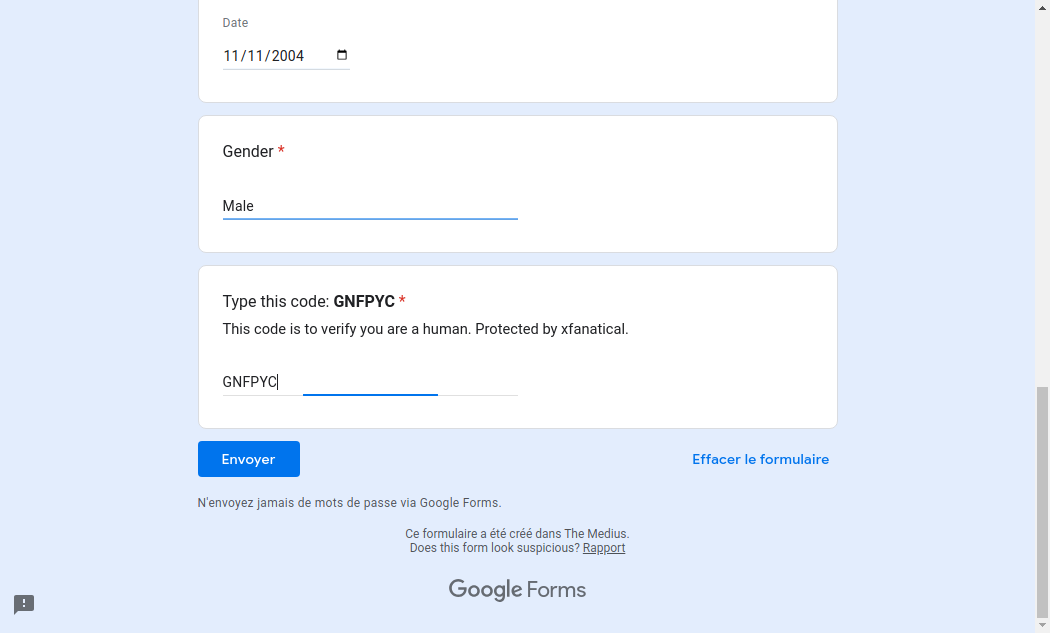 Date
11/11/2004
Gender *
Male
Type this code: GNFPYC *
This code is to verify you are a human. Protected by xfanatical.
GNFPYC
Envoyer
Effacer le formulaire
N'envoyez jamais de mots de passe via Google Forms.
Ce formulaire a été créé dans The Medius.
Does this form look suspicious? Rapport
Google Forms